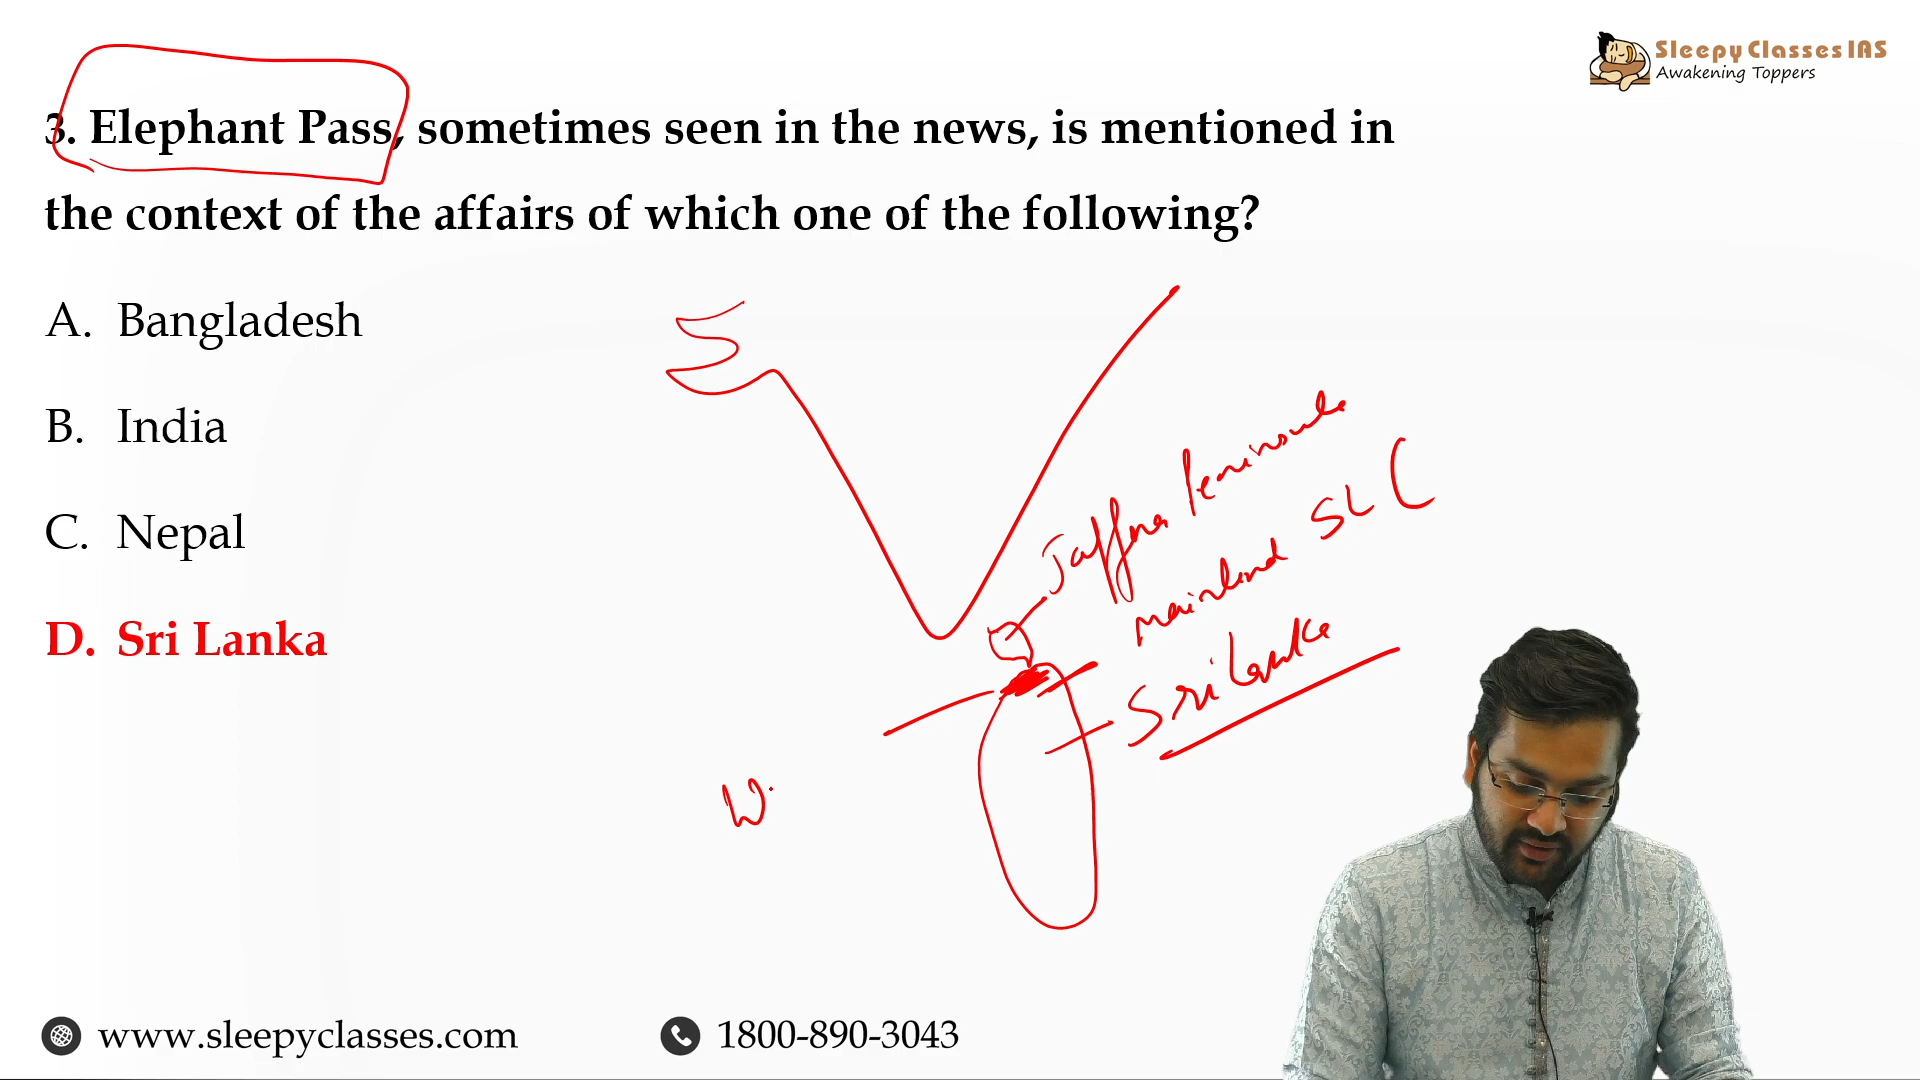 Sleepy Classes IAS
Awakening Toppers
3. Elephant Pass, sometimes seen in the news, is mentioned in
the context of the affairs of which one of the following?
A. Bangladesh
B. India
C. Nepal
D. Sri Lanka
Jaffna Peninsula
mainland SL (
Sri Lanka
W
www.sleepyclasses.com
1800-890-3043